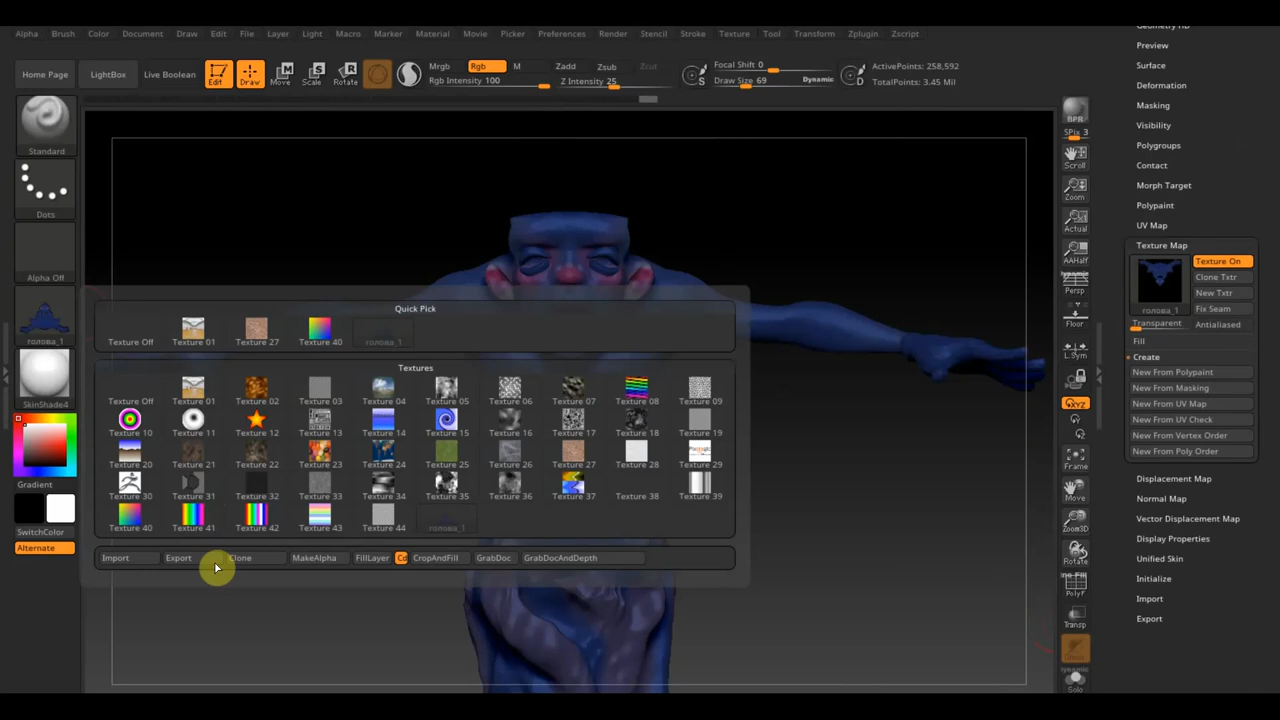 Alpha Brush Color Document Draw Edit File Layer Light Macro Marker Material Movie Picker Preferences Render Stencil Stroke Texture Tool Transform Zplugin Zscript
Home Page LightBox Live Boolean Edit Draw Move Scale Rotate
Mrgb Rgb M Zadd Zsub Cut
Rgb Intensity 100 Z Intensity 25
Focal Shift 0
Draw Size 69 Dynamic
ActivePoints: 258,592
TotalPoints: 3.45 Mil
Standard
Dots
Alpha Off
голова_1
SkinShade4
Gradient
SwitchColor
Alternate
Quick Pick
Texture Off Texture 01 Texture 27 Texture 40 голова_1
Textures
Texture Off Texture 01 Texture 02 Texture 03 Texture 04 Texture 05 Texture 06 Texture 07 Texture 08 Texture 09
Texture 10 Texture 11 Texture 12 Texture 13 Texture 14 Texture 15 Texture 16 Texture 17 Texture 18 Texture 19
Texture 20 Texture 21 Texture 22 Texture 23 Texture 24 Texture 25 Texture 26 Texture 27 Texture 28 Texture 29
Texture 30 Texture 31 Texture 32 Texture 33 Texture 34 Texture 35 Texture 36 Texture 37 Texture 38 Texture 39
Texture 40 Texture 41 Texture 42 Texture 43 Texture 44 голова_1
Import Export Clone MakeAlpha FillLayer Cd CropAndFill GrabDoc GrabDocAndDepth
BPR
SPix 3
Scroll
Zoom
Actual
AAHalf
Dynamic
Persp
Floor
L.Sym
xyz
Frame
Move
Zoom3D
Rotate
PolyF
Transp
Dynamic
Solo
Geometry HD
Preview
Surface
Deformation
Masking
Visibility
Polygroups
Contact
Morph Target
Polypaint
UV Map
Texture Map
Texture On
Clone Txtr
New Txtr
голова_1 Fix Seam
Transparent Antialiased
Fill
Create
New From Polypaint
New From Masking
New From UV Map
New From UV Check
New From Vertex Order
New From Poly Order
Displacement Map
Normal Map
Vector Displacement Map
Display Properties
Unified Skin
Initialize
Import
Export